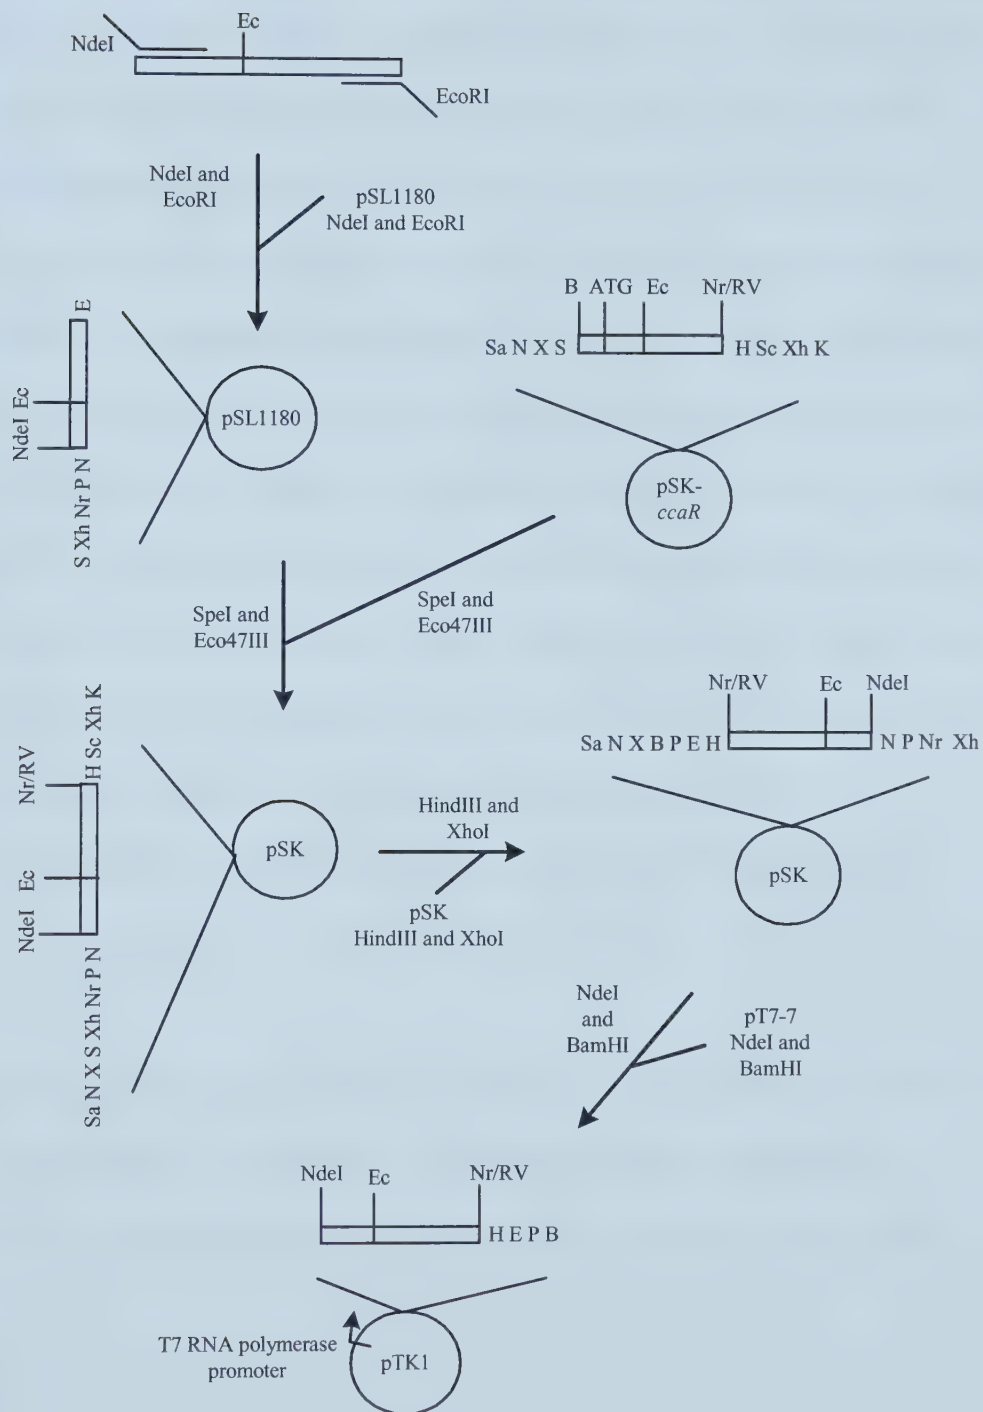 Ec
NdeI
EcoRI
NdeI and
EcoRI
pSL1180
NdeI and EcoRI
B ATG Ec Nr/RV
Sa N X S
H Sc Xh K
E
NdeI Ec
S Xh Nr P N
pSL1180
pSK-
ccaR
SpeI and
Eco47III
SpeI and
Eco47III
Nr/RV Ec NdeI
Sa N X B P E H
N P Nr Xh
H Sc Xh K
Nr/RV
NdeI Ec
Sa N X S Xh Nr P N
pSK
HindIII and
XhoI
pSK
HindIII and XhoI
pSK
NdeI
and
BamHI
pT7-7
NdeI and
BamHI
NdeI Ec Nr/RV
H E P B
T7 RNA polymerase
promoter
pTK1